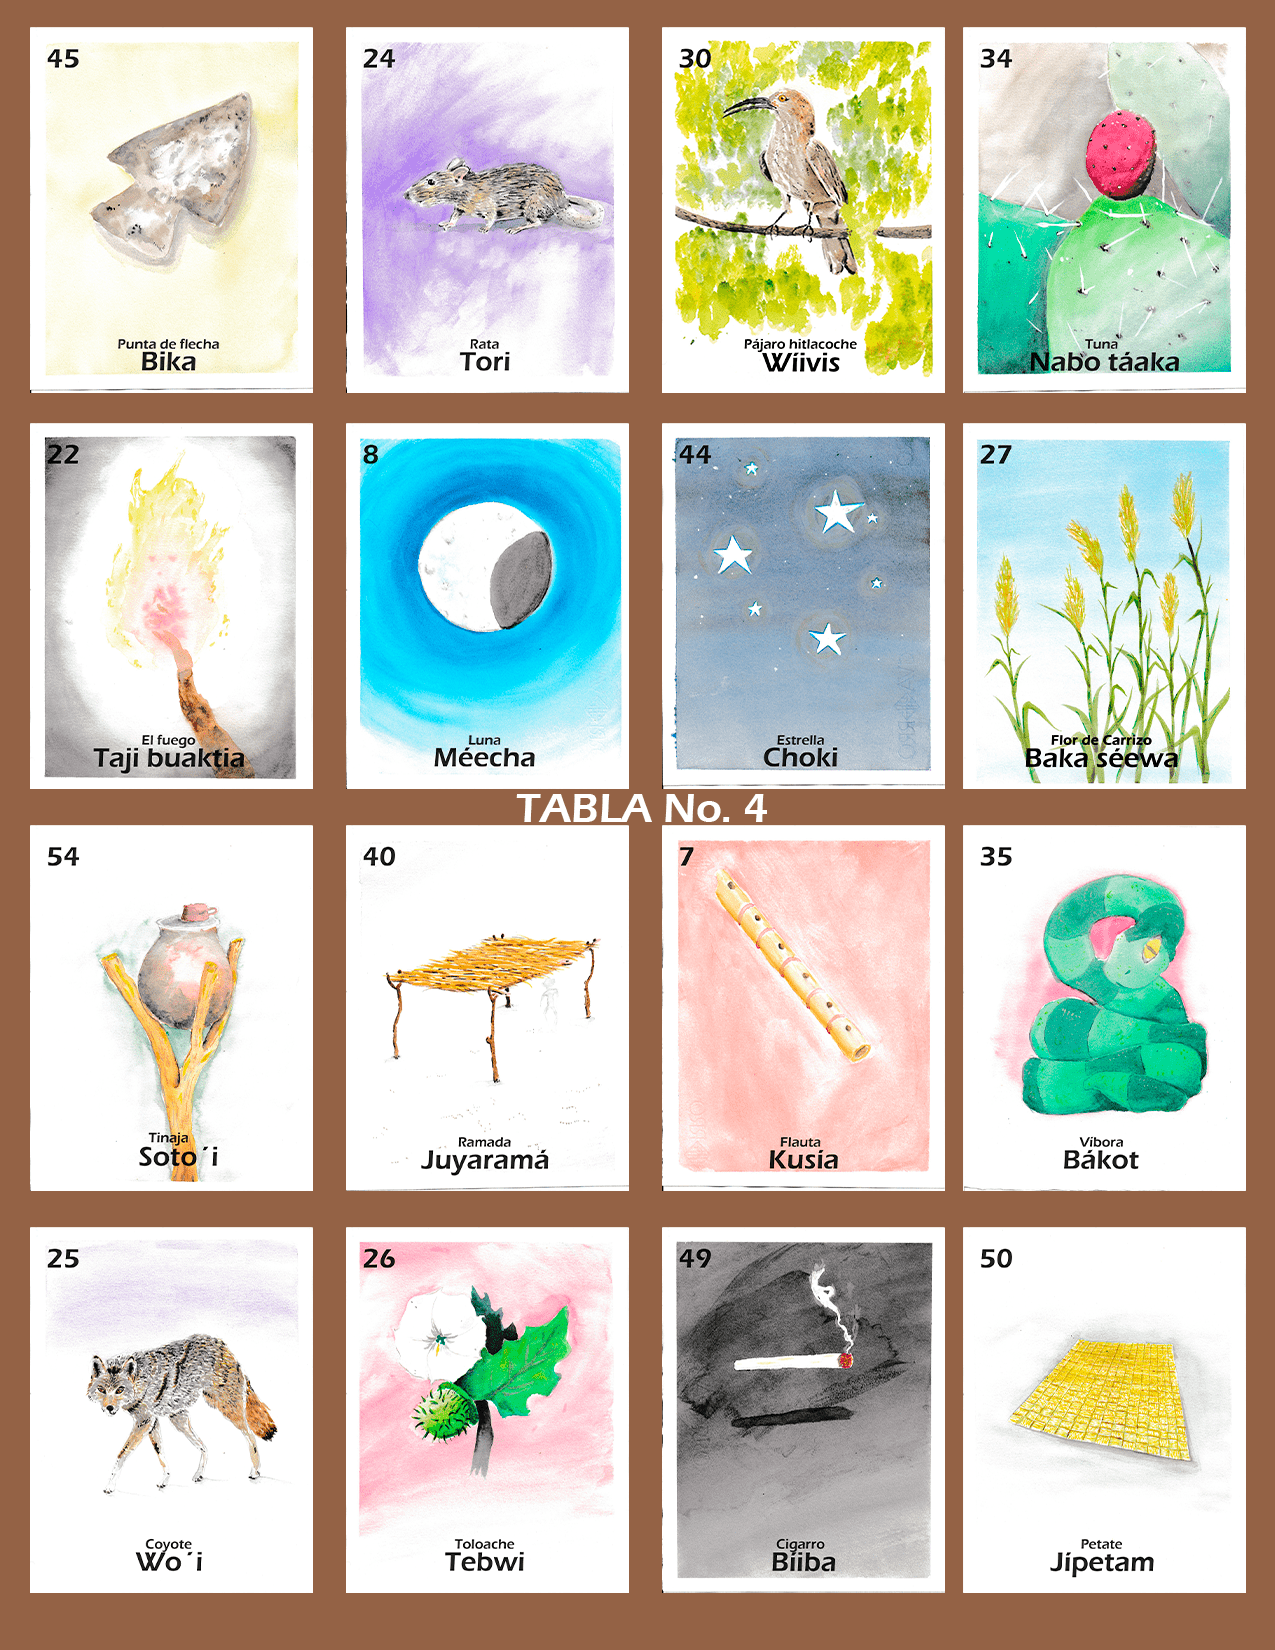 45
Punta de flecha
Bika
24
Rata
Tori
30
Pájaro hitlacoche
Wíivis
34
Tuna
Nabo táaka
22
El fuego
Taji buaktia
8
Luna
Méecha
44
Estrella
Choki
27
Flor de Carrizo
Baka séewa
TABLA No. 4
54
Tinaja
Soto´i
40
Ramada
Juyaramá
7
Flauta
Kusía
35
Víbora
Bákot
25
Coyote
Wo´i
26
Toloache
Tebwi
49
Cigarro
Bíiba
50
Petate
Jípetam